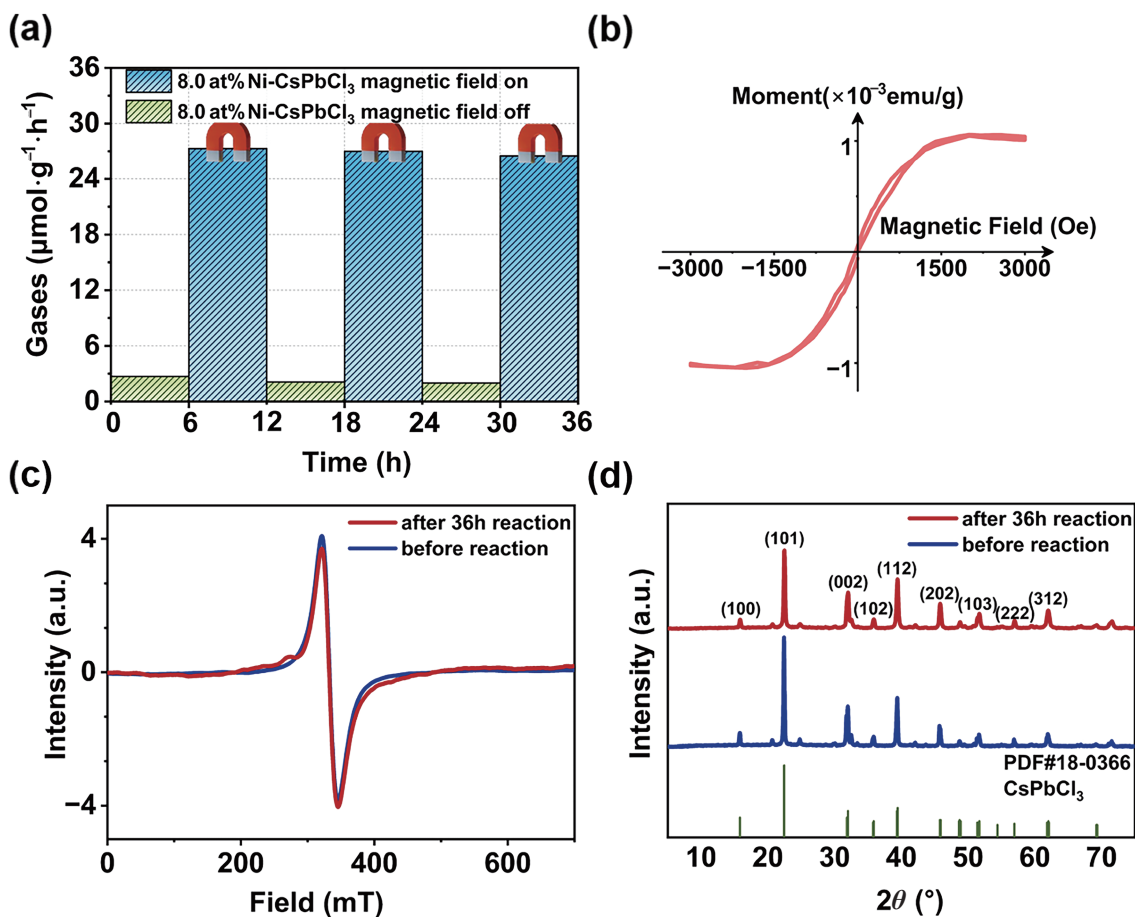 (a)
36
30
24
18
12
6
0
Gases (μmol·g⁻¹·h⁻¹)
8.0 at% Ni-CsPbCl₃ magnetic field on
8.0 at% Ni-CsPbCl₃ magnetic field off
0 6 12 18 24 30 36
Time (h)
(b)
Moment(×10⁻³emu/g)
1
Magnetic Field (Oe)
−3000 −1500 1500 3000
−1
(c)
after 36h reaction
before reaction
4
0
−4
Intensity (a.u.)
0 200 400 600
Field (mT)
(d)
after 36h reaction
before reaction
(100) (101) (002) (102) (112) (202) (103) (222) (312)
Intensity (a.u.)
PDF#18-0366
CsPbCl₃
10 20 30 40 50 60 70
2θ (°)